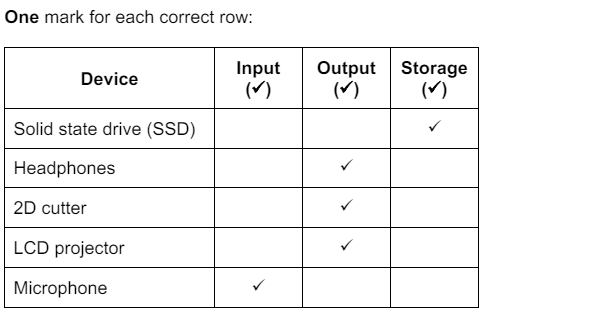 One mark for each correct row:
Device Input (✓) Output (✓) Storage (✓)
Solid state drive (SSD) ✓
Headphones ✓
2D cutter ✓
LCD projector ✓
Microphone ✓